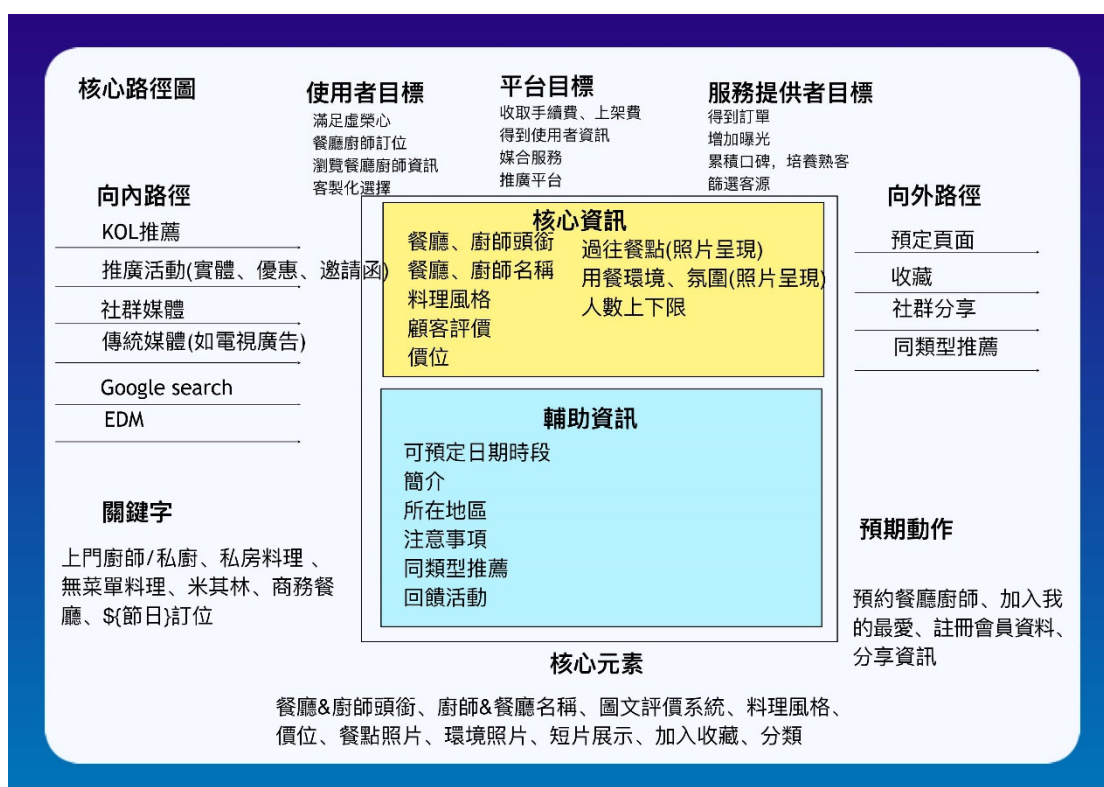 核心路徑圖
使用者目標
滿足虛榮心
餐廳廚師訂位
瀏覽餐廳廚師資訊
客製化選擇
平台目標
收取手續費、上架費
得到使用者資訊
媒合服務
推廣平台
服務提供者目標
得到訂單
增加曝光
累積口碑，培養熟客
篩選客源
向內路徑
KOL推薦
推廣活動(實體、優惠、邀請函)
社群媒體
傳統媒體(如電視廣告)
Google search
EDM
核心資訊
餐廳、廚師頭銜
餐廳、廚師名稱
料理風格
顧客評價
價位
過往餐點(照片呈現)
用餐環境、氛圍(照片呈現)
人數上下限
向外路徑
預定頁面
收藏
社群分享
同類型推薦
輔助資訊
可預定日期時段
簡介
所在地區
注意事項
同類型推薦
回饋活動
關鍵字
上門廚師/私廚、私房料理 、
無菜單料理、米其林、商務餐
廳、${節日}訂位
預期動作
預約餐廳廚師、加入我
的最愛、註冊會員資料、
分享資訊
核心元素
餐廳&廚師頭銜、廚師&餐廳名稱、圖文評價系統、料理風格、
價位、餐點照片、環境照片、短片展示、加入收藏、分類